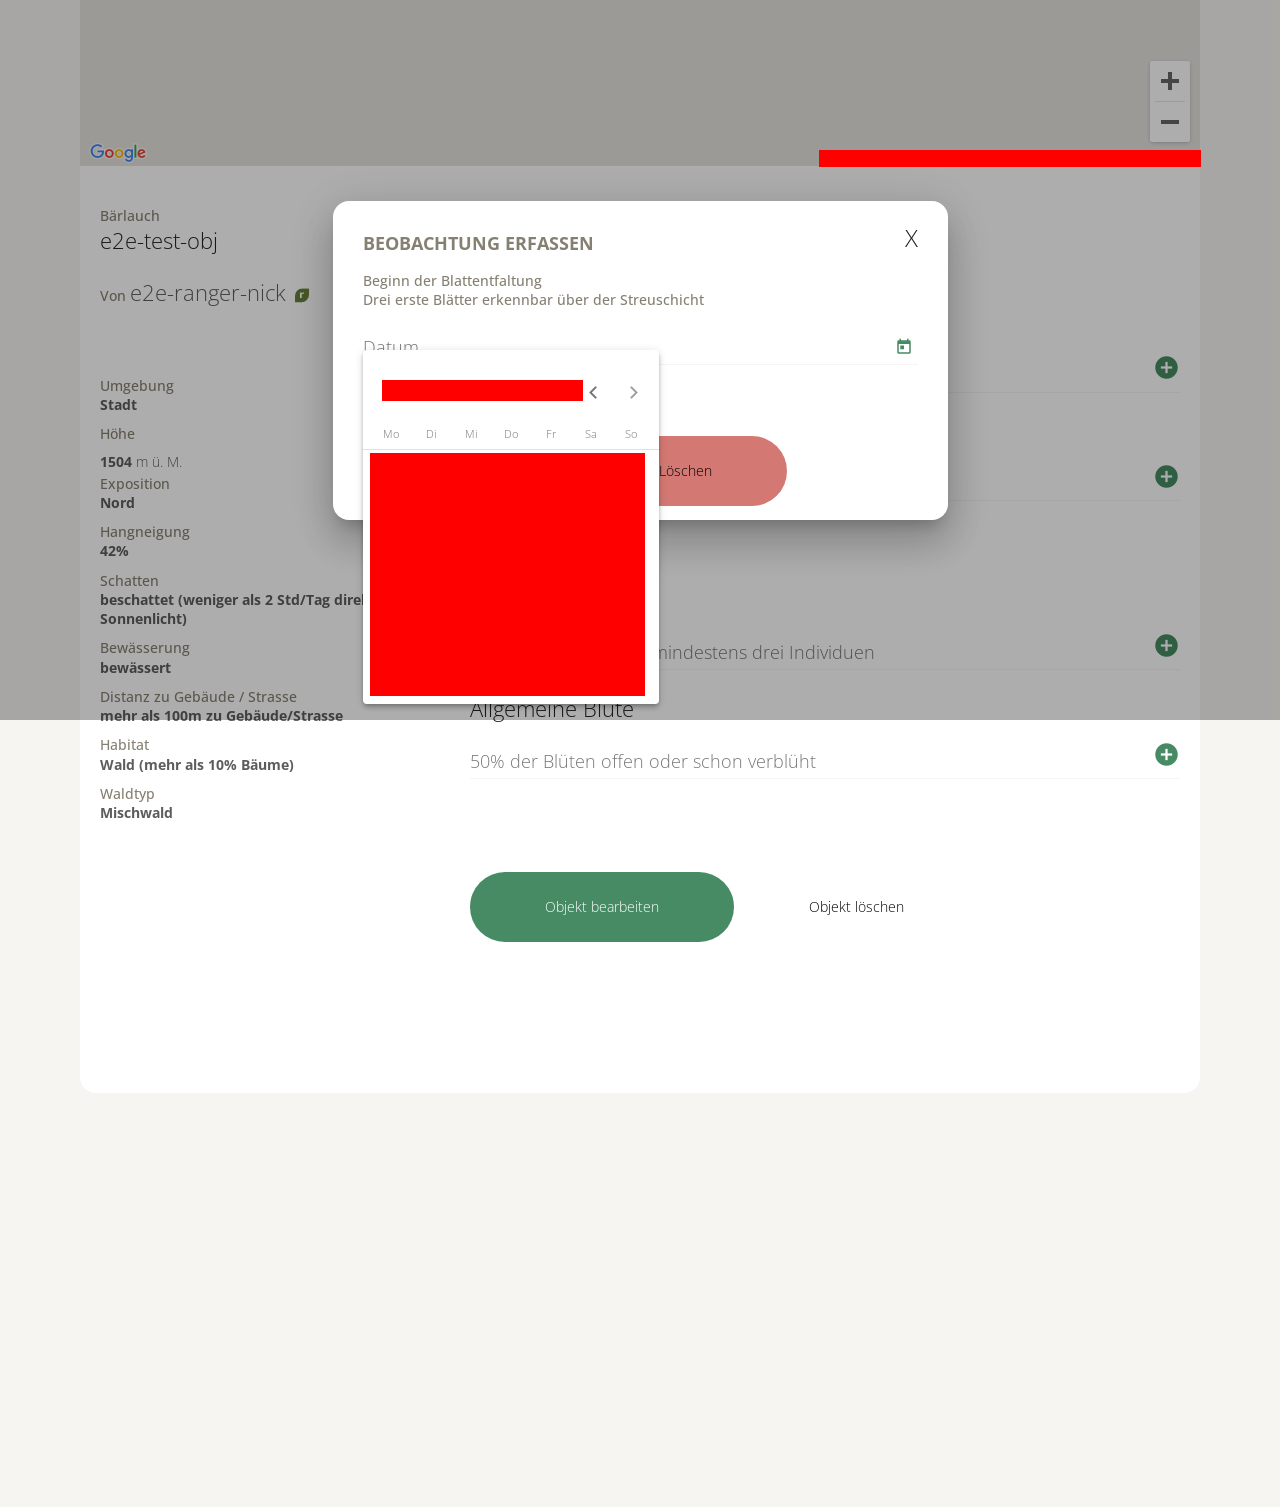 Google
Bärlauch
e2e-test-obj
Von e2e-ranger-nick
Umgebung
Stadt
Höhe
1504 m ü. M.
Exposition
Nord
Hangneigung
42%
Schatten
beschattet (weniger als 2 Std/Tag
Sonnenlicht)
Bewässerung
bewässert
Distanz zu Gebäude / Strasse
mehr als 100m zu Gebäude/Strasse
Habitat
Wald (mehr als 10% Bäume)
Waldtyp
Mischwald
BEOBACHTUNG ERFASSEN
X
Beginn der Blattentfaltung
Drei erste Blätter erkennbar über der Streuschicht
Datum
Mo Di Mi Do Fr Sa So
Löschen
mindestens drei Individuen
Allgemeine Blüte
50% der Blüten offen oder schon verblüht
Objekt bearbeiten
Objekt löschen